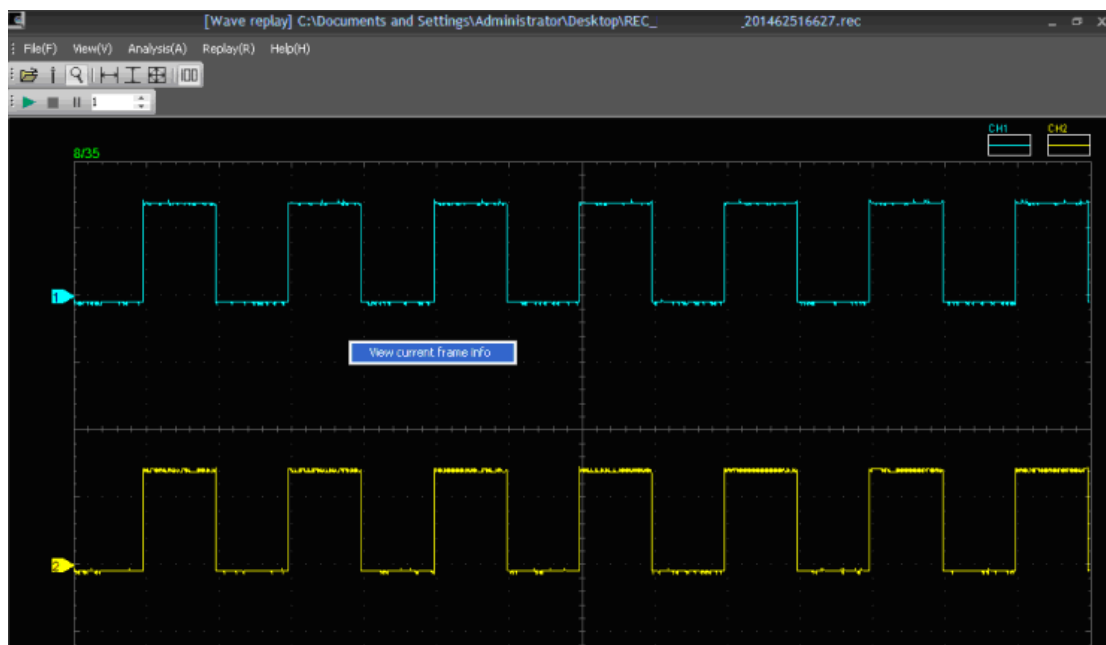 [Wave replay] C:\Documents and Settings\Administrator\Desktop\REC_ _201462516627.rec
File(F) View(V) Analysis(A) Replay(R) Help(H)
100
1
CH1 CH2
8/35
1
View current frame info
2